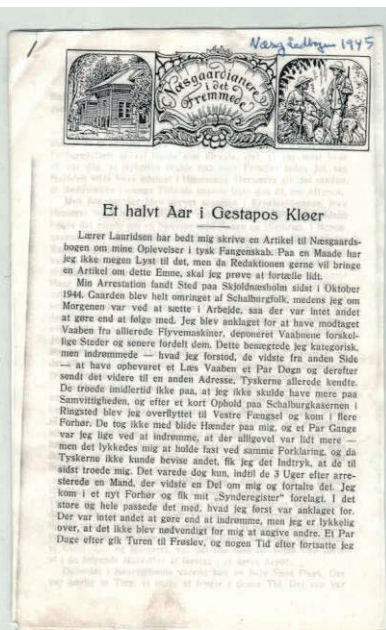 1
Næsg. 1945
Næsgaardianere
i det
Fremmede
Et halvt Aar i Gestapos Kløer
Lærer Lauridsen har bedt mig skrive en Artikel til Næsgaards-
bogen om mine Oplevelser i tysk Fangenskab. Paa en Maade har
jeg ikke megen Lyst til det, men da Redaktionen gerne vil bringe
en Artikel om dette Emne, skal jeg prøve at fortælle lidt.
Min Arrestation fandt Sted paa Skjoldnæsholm sidst i Oktober
1944. Gaarden blev helt omringet af Schalburgfolk, medens jeg om
Morgenen var ved at sætte i Arbejde, saa der var intet andet
at gøre end at følge med. Jeg blev anklaget for at have modtaget
Vaaben fra allierede Flyvemaskiner, deponeret Vaabnene forskel-
lige Steder og senere fordelt dem. Dette benægtede jeg kategorisk,
men indrømmede — hvad jeg forstod, de vidste fra anden Side
— at have opbevaret et Læs Vaaben et Par Døgn og derefter
sendt det videre til en anden Adresse, Tyskerne allerede kendte.
De troede imidlertid ikke paa, at jeg ikke skulde have mere paa
Samvittigheden, og efter et kort Ophold paa Schalburgkasernen i
Ringsted blev jeg overflyttet til Vestre Fængsel og kom i flere
Forhør. De tog ikke med blide Hænder paa mig, og et Par Gange
var jeg lige ved at indrømme, at der alligevel var lidt mere —
men det lykkedes mig at holde fast ved samme Forklaring, og da
Tyskerne ikke kunde bevise andet, fik jeg det Indtryk, at de til
sidst troede mig. Det varede dog kun, indtil de 3 Uger efter arre-
sterede en Mand, der vidste en Del om mig og fortalte det. Jeg
kom i et nyt Forhør og fik mit „Synderegister" forelagt. I det
store og hele passede det med, hvad jeg først var anklaget for.
Der var intet andet at gøre end at indrømme, men jeg er lykkelig
over, at det ikke blev nødvendigt for mig at angive andre. Et Par
Dage efter gik Turen til Frøslev, og nogen Tid efter fortsatte jeg